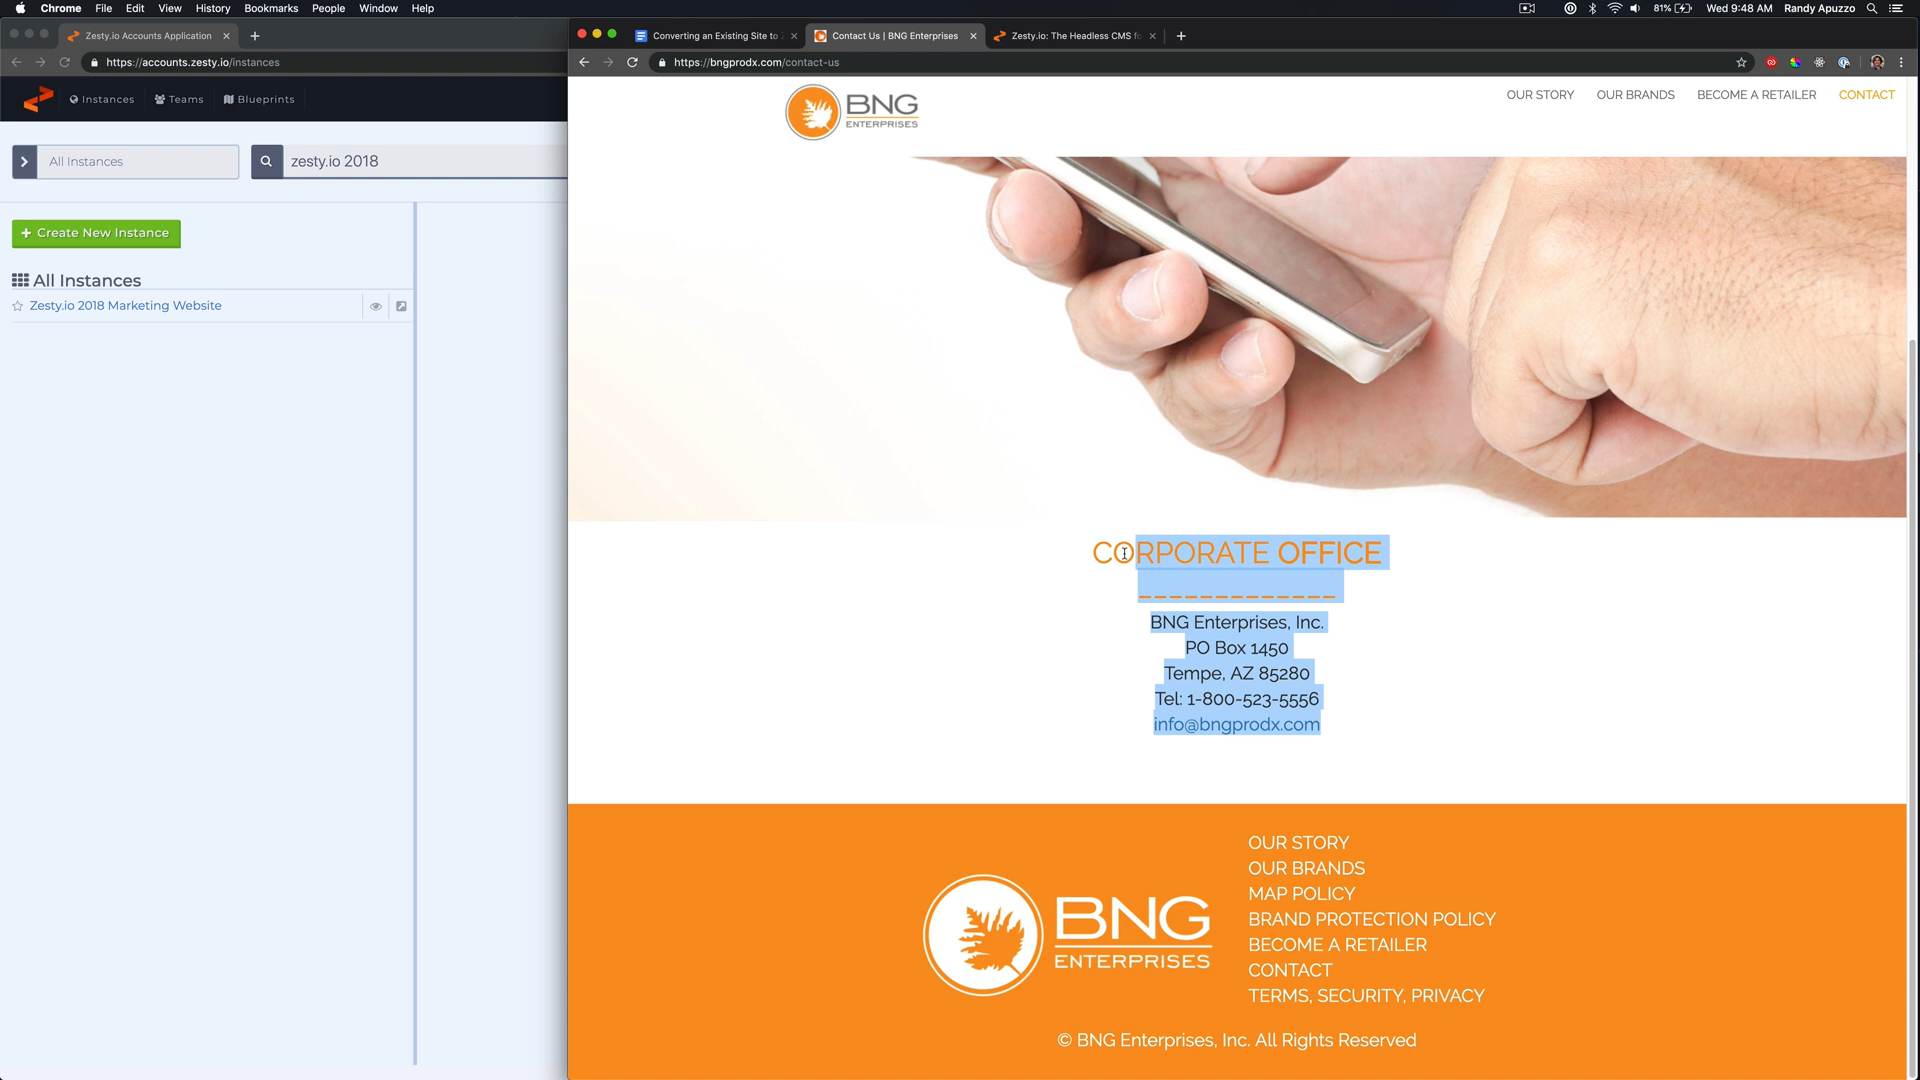 Chrome File Edit View History Bookmarks People Window Help
81% Wed 9:48 AM Randy Apuzzo
Zesty.io Accounts Application
https://accounts.zesty.io/instances
Instances Teams Blueprints
All Instances
zesty.io 2018
+ Create New Instance
All Instances
Zesty.io 2018 Marketing Website
Converting an Existing Site to
Contact Us | BNG Enterprises
Zesty.io: The Headless CMS fo
https://bngprodx.com/contact-us
BNG
ENTERPRISES
OUR STORY OUR BRANDS BECOME A RETAILER CONTACT
CORPORATE OFFICE
_ _ _ _ _ _ _ _ _ _ _ _ _
BNG Enterprises, Inc.
PO Box 1450
Tempe, AZ 85280
Tel: 1-800-523-5556
info@bngprodx.com
BNG
ENTERPRISES
OUR STORY
OUR BRANDS
MAP POLICY
BRAND PROTECTION POLICY
BECOME A RETAILER
CONTACT
TERMS, SECURITY, PRIVACY
© BNG Enterprises, Inc. All Rights Reserved